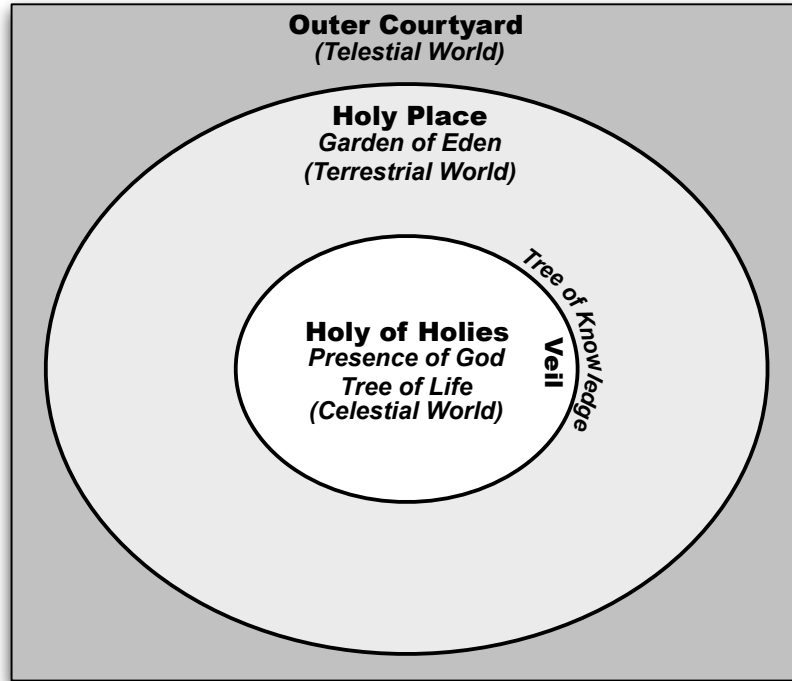 Outer Courtyard
(Telestial World)
Holy Place
Garden of Eden
(Terrestrial World)
Holy of Holies
Presence of God
Tree of Life
(Celestial World)
Veil
Tree of Knowledge